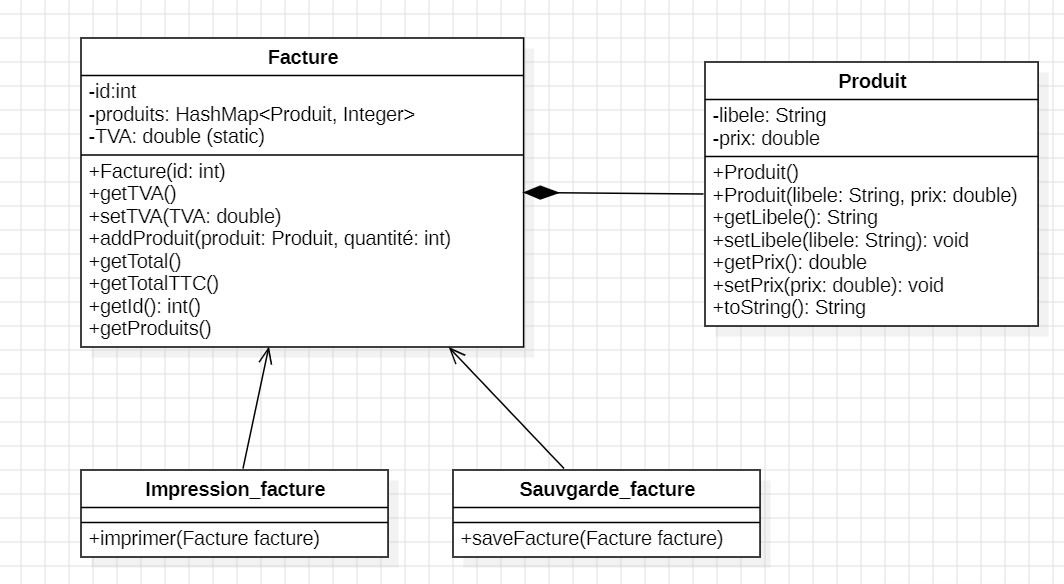 Facture
-id:int
-produits: HashMap<Produit, Integer>
-TVA: double (static)
+Facture(id: int)
+getTVA()
+setTVA(TVA: double)
+addProduit(produit: Produit, quantité: int)
+getTotal()
+getTotalTTC()
+getId(): int()
+getProduits()
Produit
-libele: String
-prix: double
+Produit()
+Produit(libele: String, prix: double)
+getLibele(): String
+setLibele(libele: String): void
+getPrix(): double
+setPrix(prix: double): void
+toString(): String
Impression_facture
+imprimer(Facture facture)
Sauvgarde_facture
+saveFacture(Facture facture)